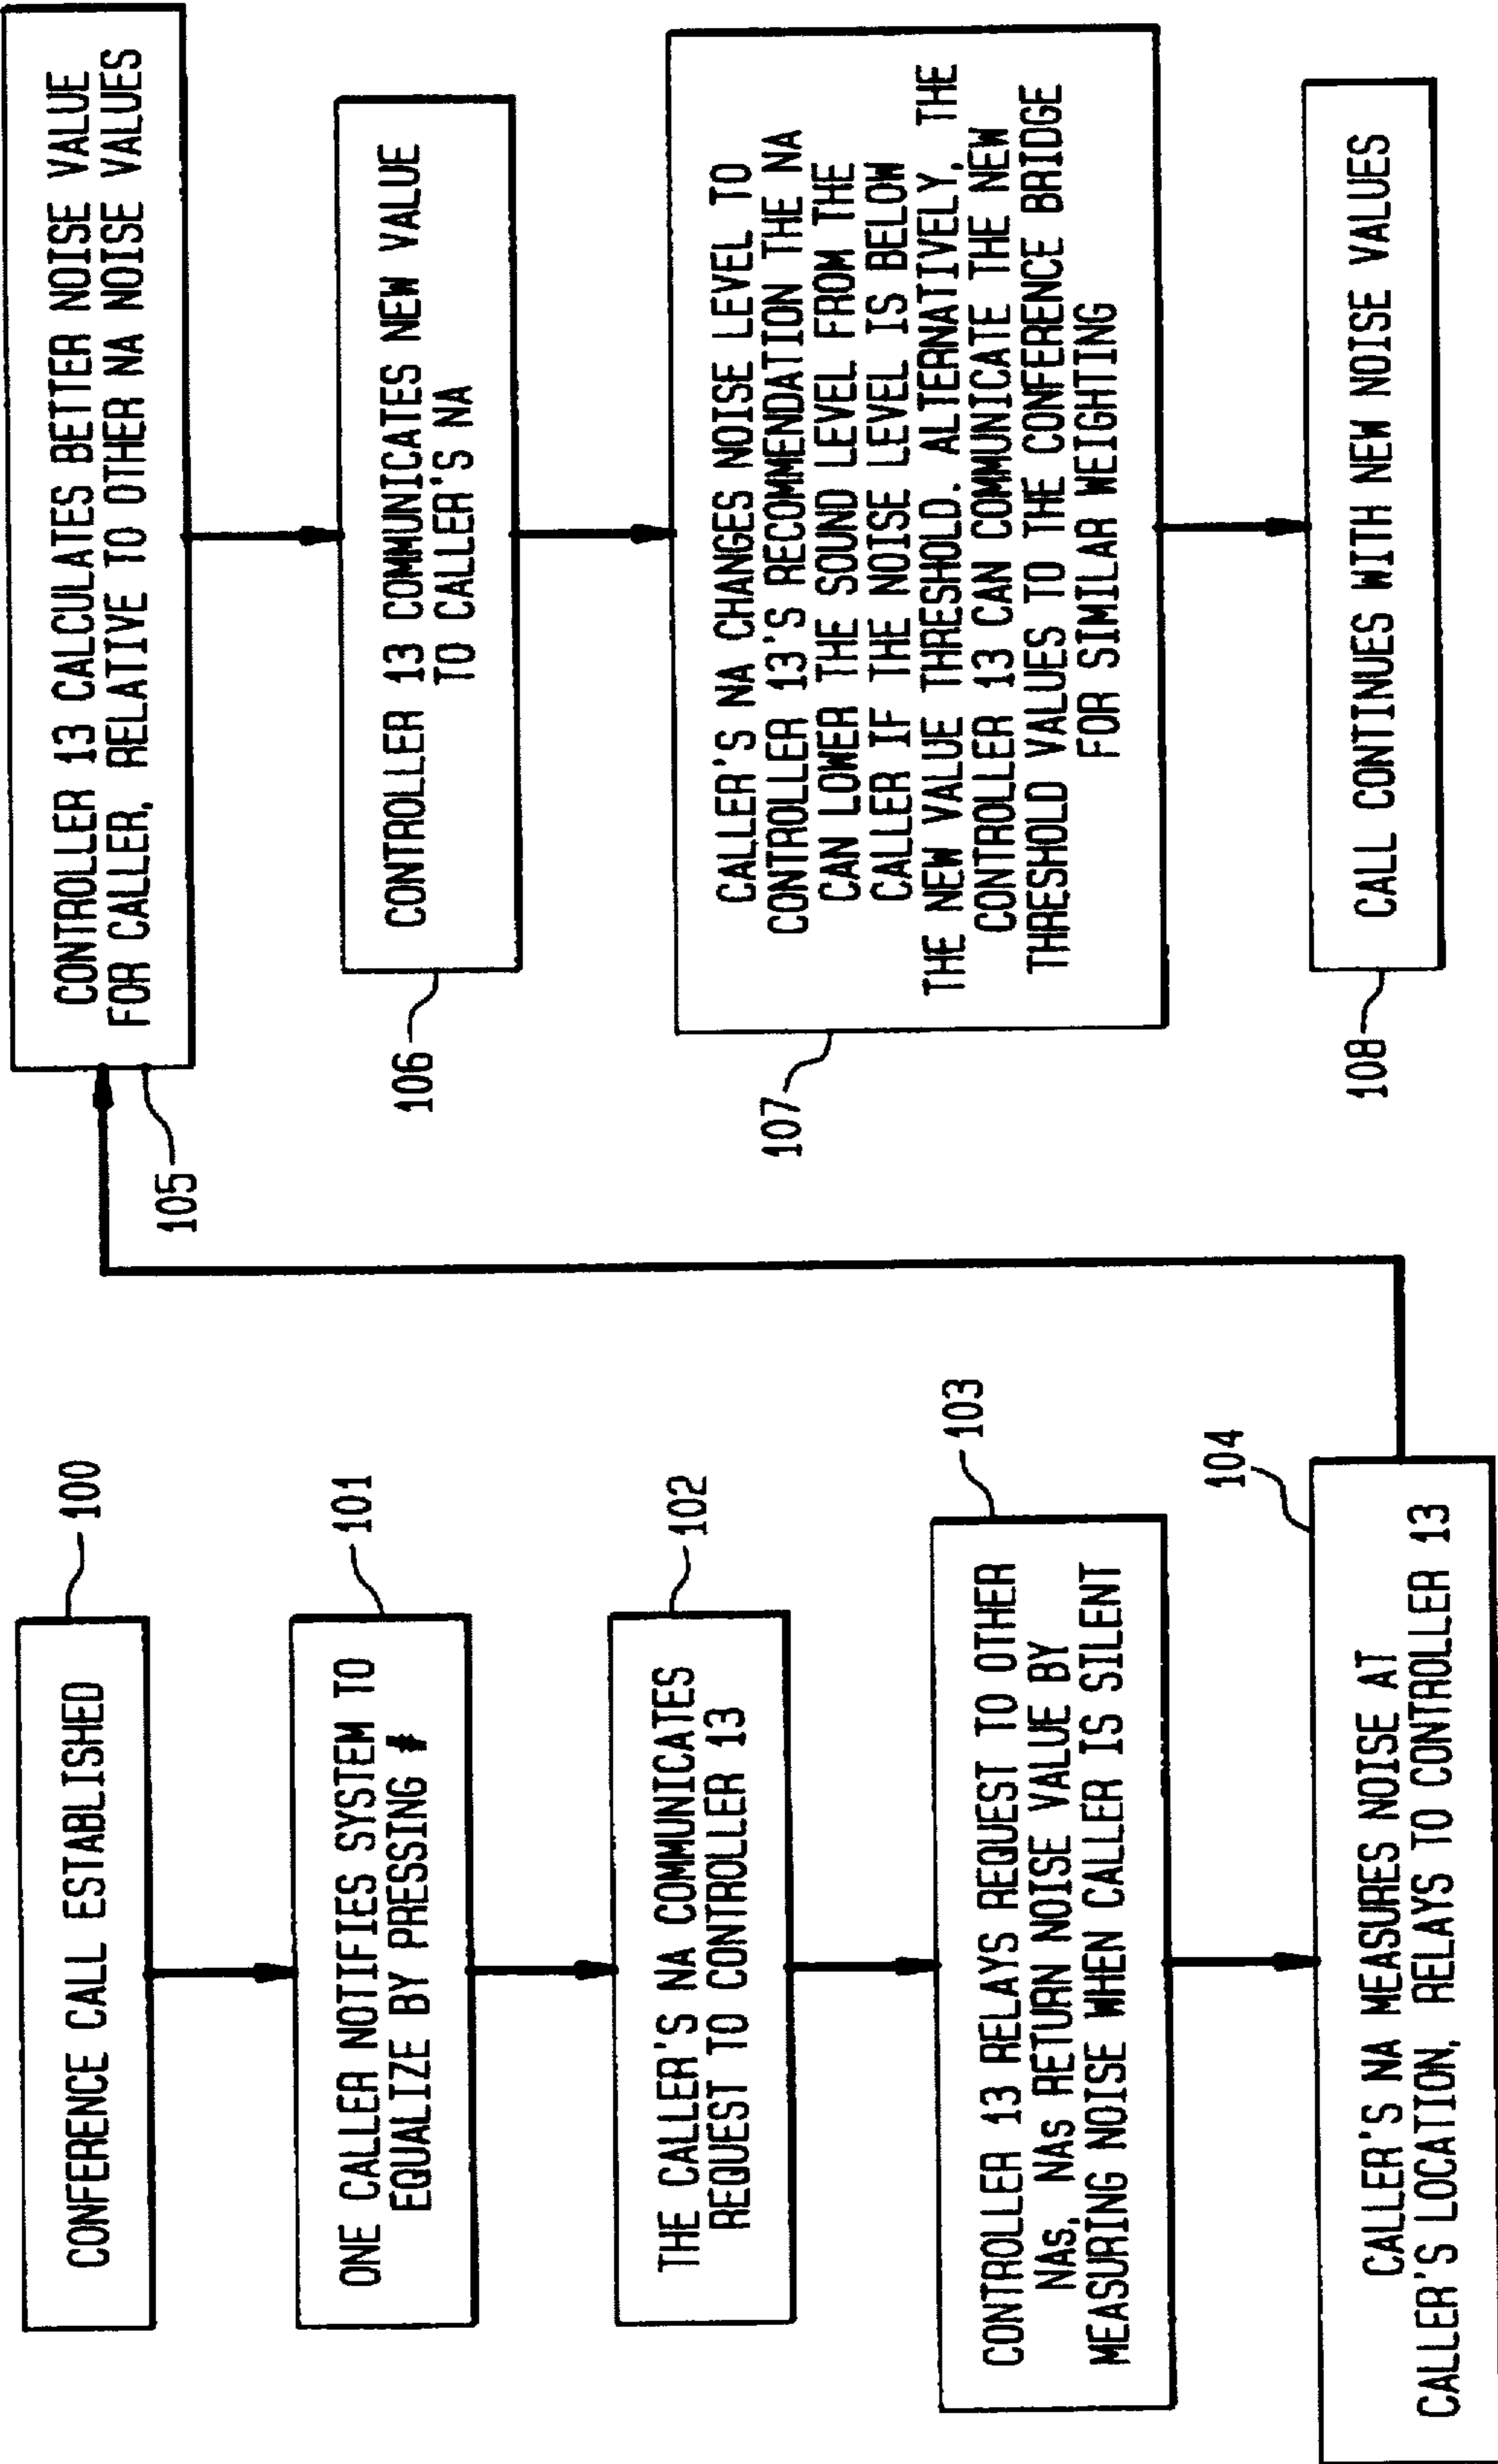 CONFERENCE CALL ESTABLISHED
100
ONE CALLER NOTIFIES SYSTEM TO
EQUALIZE BY PRESSING #
101
THE CALLER'S NA COMMUNICATES
REQUEST TO CONTROLLER 13
102
CONTROLLER 13 RELAYS REQUEST TO OTHER
NAs. NAs RETURN NOISE VALUE BY
MEASURING NOISE WHEN CALLER IS SILENT
103
CALLER'S NA MEASURES NOISE AT
CALLER'S LOCATION, RELAYS TO CONTROLLER 13
104
CONTROLLER 13 CALCULATES BETTER NOISE VALUE
FOR CALLER, RELATIVE TO OTHER NA NOISE VALUES
105
CONTROLLER 13 COMMUNICATES NEW VALUE
TO CALLER'S NA
106
CALLER'S NA CHANGES NOISE LEVEL TO
CONTROLLER 13'S RECOMMENDATION THE NA
CAN LOWER THE SOUND LEVEL FROM THE
CALLER IF THE NOISE LEVEL IS BELOW
THE NEW VALUE THRESHOLD. ALTERNATIVELY, THE
CONTROLLER 13 CAN COMMUNICATE THE NEW
THRESHOLD VALUES TO THE CONFERENCE BRIDGE
FOR SIMILAR WEIGHTING
107
CALL CONTINUES WITH NEW NOISE VALUES
108